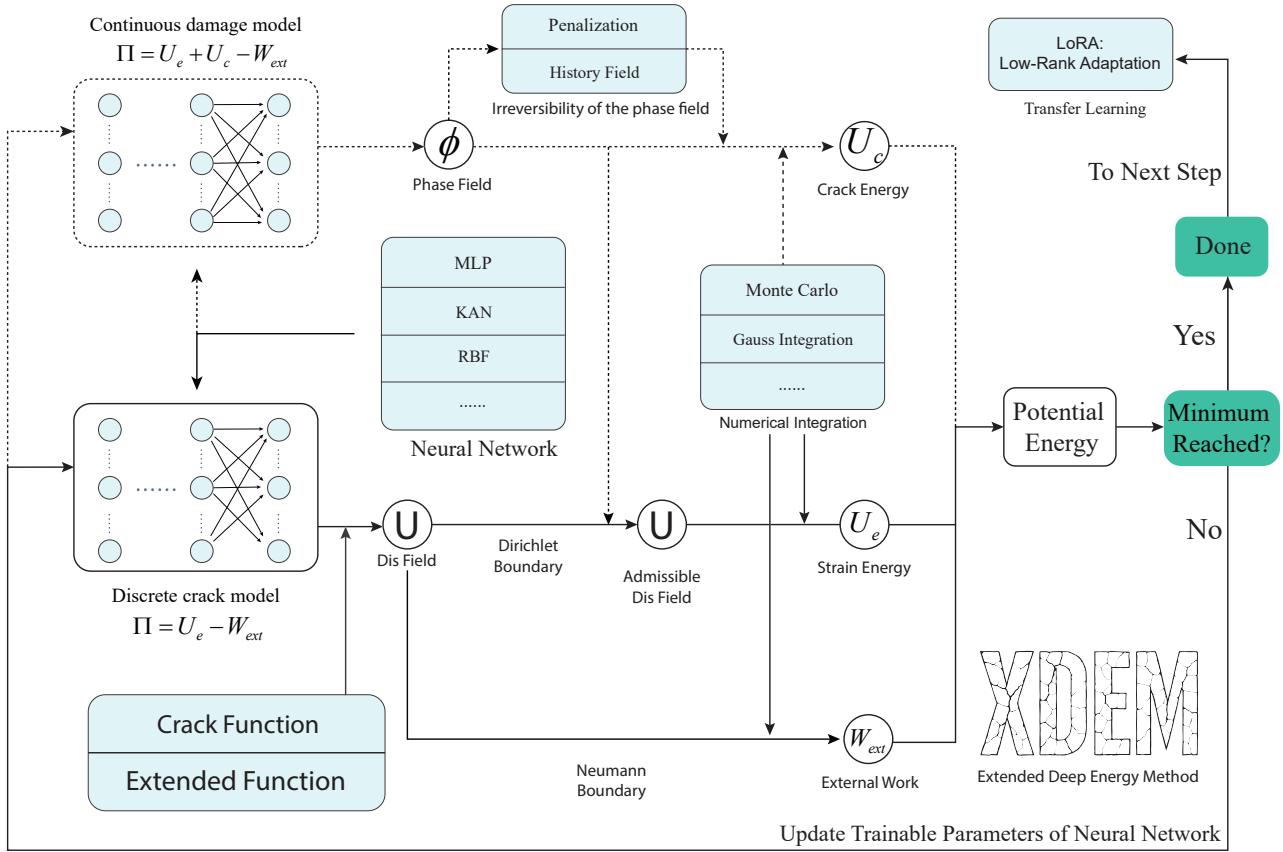 Continuous damage model
Π = U_e + U_c − W_ext
Penalization
History Field
Irreversibility of the phase field
LoRA:
Low-Rank Adaptation
Transfer Learning
......
ϕ
Phase Field
U_c
Crack Energy
To Next Step
Done
MLP
KAN
RBF
......
Neural Network
Monte Carlo
Gauss Integration
......
Numerical Integration
Yes
Potential
Energy
Minimum
Reached?
No
......
U
Dis Field
Dirichlet
Boundary
U
Admissible
Dis Field
U_e
Strain Energy
Discrete crack model
Π = U_e − W_ext
Crack Function
Extended Function
Neumann
Boundary
W_ext
External Work
XDEM
Extended Deep Energy Method
Update Trainable Parameters of Neural Network